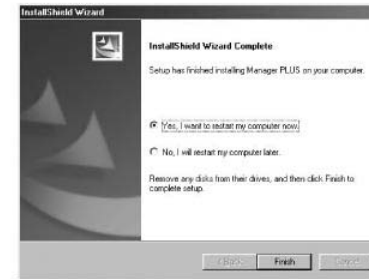 InstallShield Wizard
InstallShield Wizard Complete
Setup has finished installing Manager PLUS on your computer.
Yes, I want to restart my computer now.
No, I will restart my computer later.
Remove any disks from their drives, and then click Finish to
complete setup.
< Back Finish Cancel